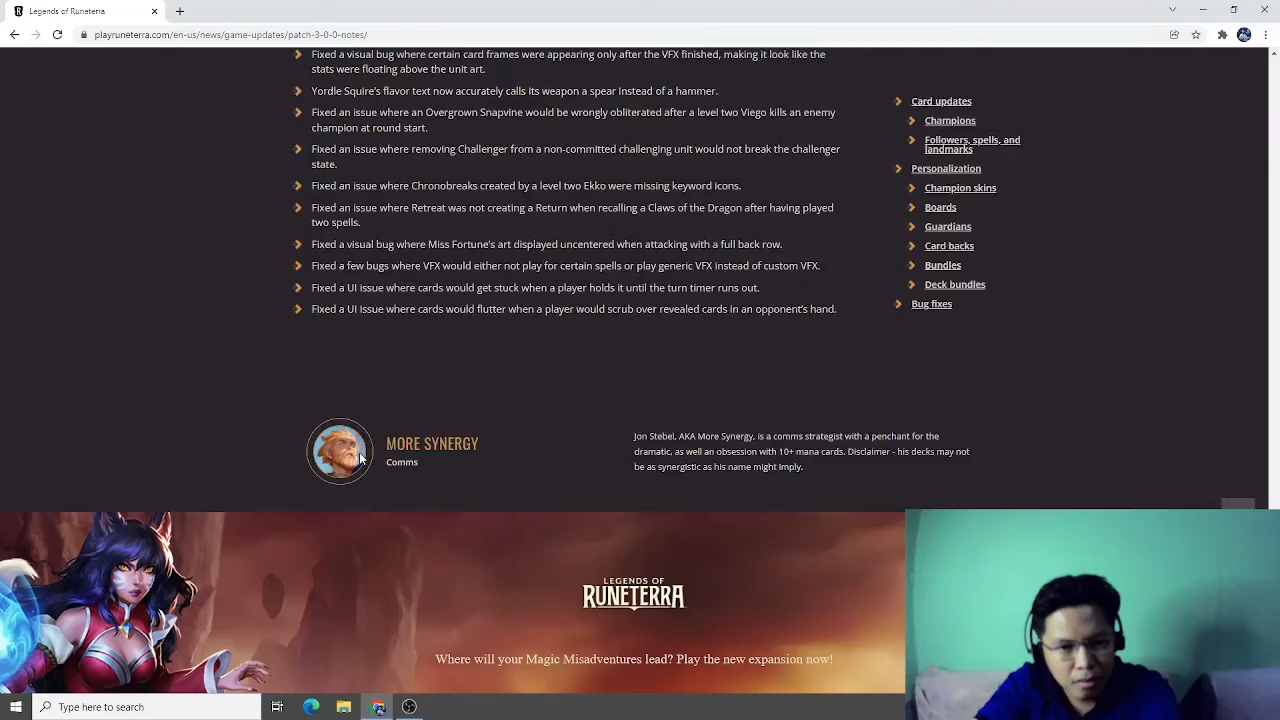 Legends of Runeterra
playruneterra.com/en-us/news/game-updates/patch-3-0-0-notes/
Fixed a visual bug where certain card frames were appearing only after the VFX finished, making it look like the
stats were floating above the unit art.
Yordle Squire's flavor text now accurately calls its weapon a spear instead of a hammer.
Fixed an issue where an Overgrown Snapvine would be wrongly obliterated after a level two Viego kills an enemy
champion at round start.
Fixed an issue where removing Challenger from a non-committed challenging unit would not break the challenger
state.
Fixed an issue where Chronobreaks created by a level two Ekko were missing keyword icons.
Fixed an issue where Retreat was not creating a Return when recalling a Claws of the Dragon after having played
two spells.
Fixed a visual bug where Miss Fortune's art displayed uncentered when attacking with a full back row.
Fixed a few bugs where VFX would either not play for certain spells or play generic VFX instead of custom VFX.
Fixed a UI issue where cards would get stuck when a player holds it until the turn timer runs out.
Fixed a UI issue where cards would flutter when a player would scrub over revealed cards in an opponent's hand.
Card updates
Champions
Followers, spells, and
landmarks
Personalization
Champion skins
Boards
Guardians
Card backs
Bundles
Deck bundles
Bug fixes
MORE SYNERGY
Comms
Jon Stebel, AKA More Synergy, is a comms strategist with a penchant for the
dramatic, as well an obsession with 10+ mana cards. Disclaimer - his decks may not
be as synergistic as his name might imply.
LEGENDS OF
RUNETERRA
Where will your Magic Misadventures lead? Play the new expansion now!
Type here to search